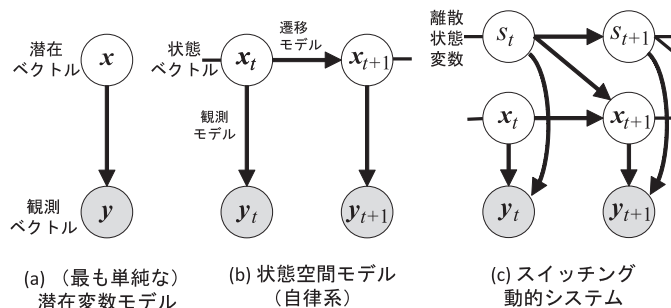 潜在
ベクトル
x
観測
ベクトル
y
(a) （最も単純な）
潜在変数モデル
状態
ベクトル
遷移
モデル
x_t
x_{t+1}
観測
モデル
y_t
y_{t+1}
(b) 状態空間モデル
（自律系）
離散
状態
変数
s_t
s_{t+1}
x_t
x_{t+1}
y_t
y_{t+1}
(c) スイッチング
動的システム